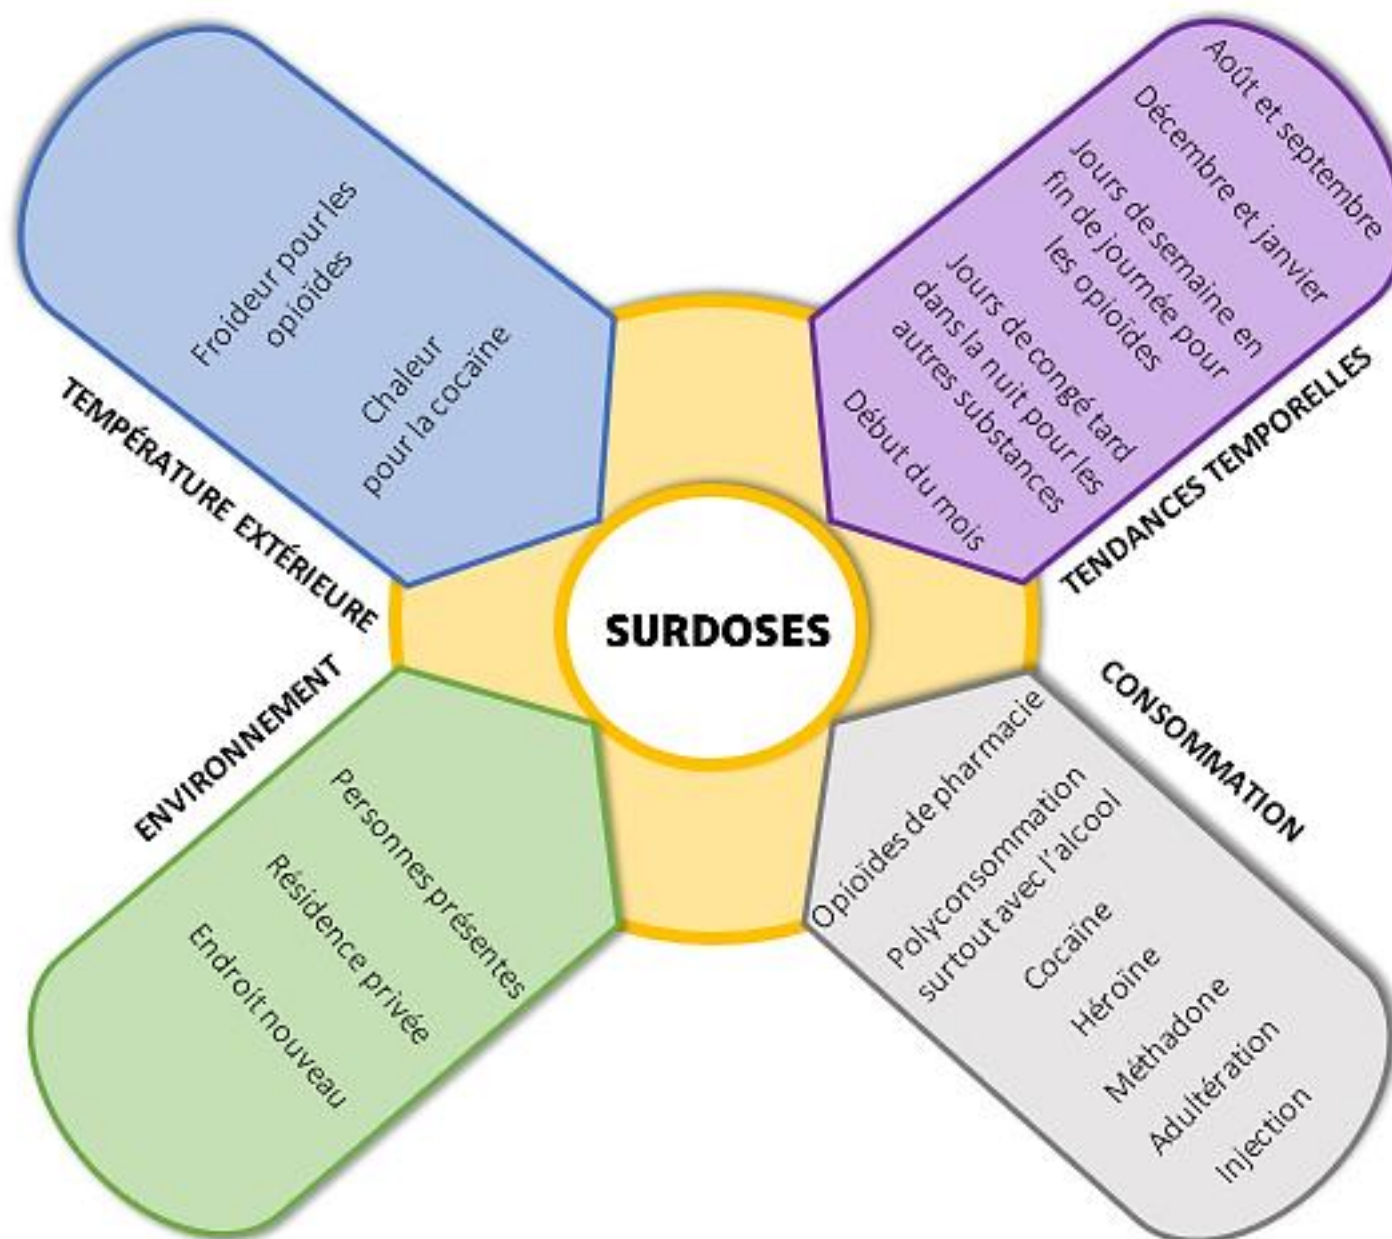 TEMPÉRATURE EXTÉRIEURE
Froideur pour les
opioïdes
Chaleur
pour la cocaïne
TENDANCES TEMPORELLES
Août et septembre
Décembre et janvier
Jours de semaine en
fin de journée pour
les opioïdes
Jours de congé tard
dans la nuit pour les
autres substances
Début du mois
SURDOSES
ENVIRONNEMENT
Personnes présentes
Résidence privée
Endroit nouveau
CONSOMMATION
Opioïdes de pharmacie
Polyconsommation
surtout avec l'alcool
Cocaïne
Héroïne
Méthadone
Adultération
Injection